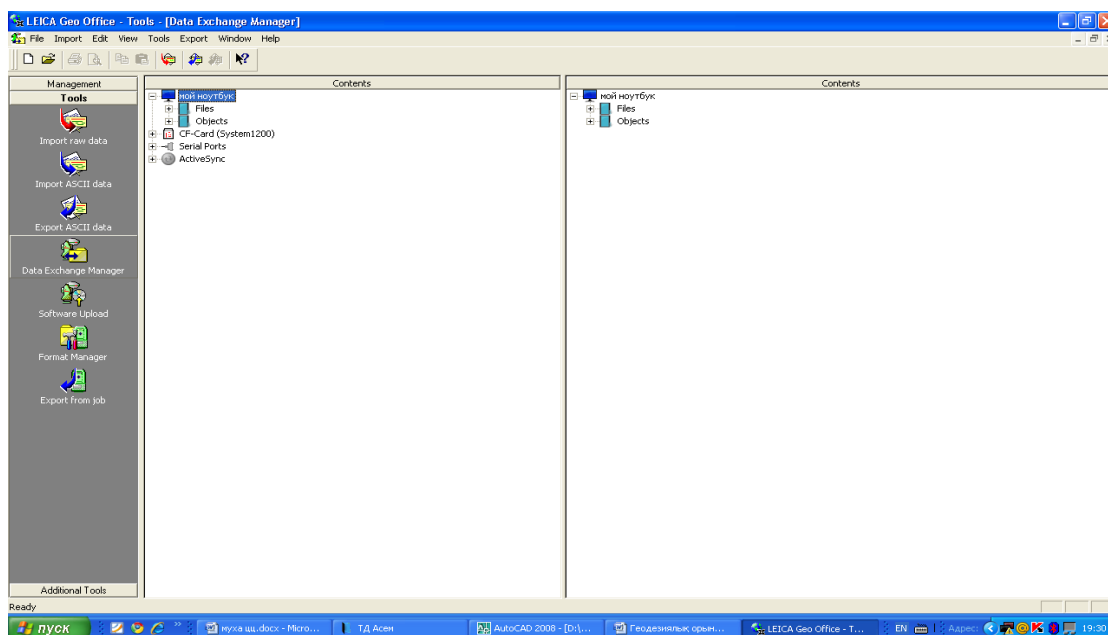 LEICA Geo Office - Tools - [Data Exchange Manager]
File Import Edit View Tools Export Window Help
Management
Tools
Import raw data
Import ASCII data
Export ASCII data
Data Exchange Manager
Software Upload
Format Manager
Export from job
Additional Tools
Contents
мой ноутбук
Files
Objects
CF-Card (System1200)
Serial Ports
ActiveSync
Contents
мой ноутбук
Files
Objects
Ready
пуск
муха цц.docx - Micro...
ТД Асем
AutoCAD 2008 - [D:\...
Геодезиялық орын...
LEICA Geo Office - T...
EN
Адрес:
19:30